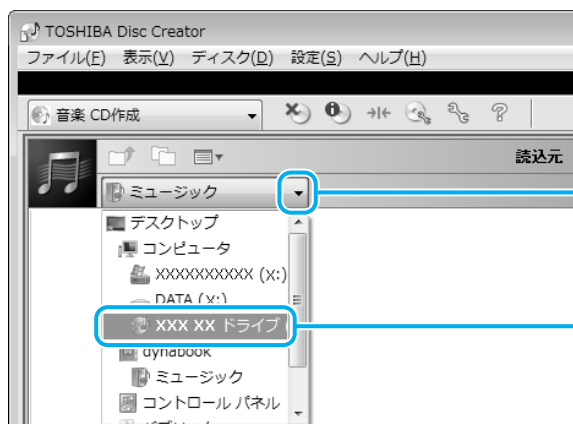 TOSHIBA Disc Creator
ファイル(F) 表示(V) ディスク(D) 設定(S) ヘルプ(H)
音楽 CD作成
読込元
ミュージック
デスクトップ
コンピュータ
XXXXXXXXXX (X:)
DATA (X:)
XXX XX ドライブ (
dynabook
ミュージック
コントロール パネル